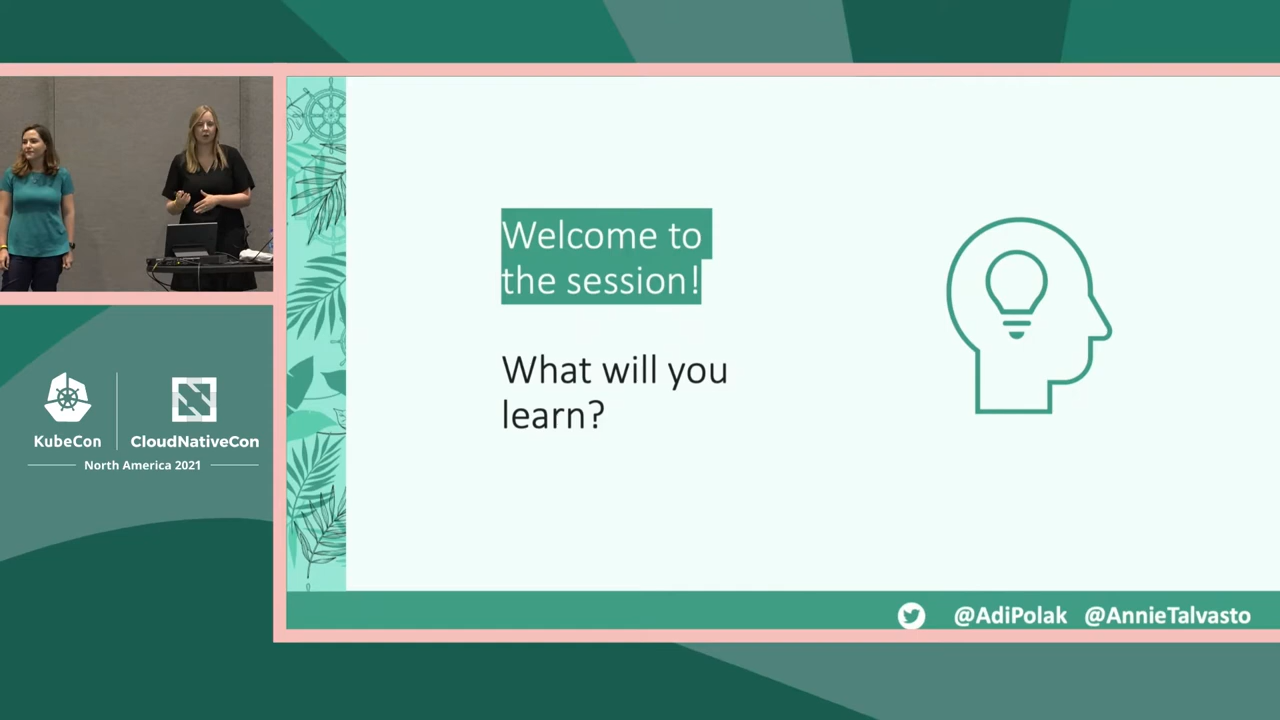 Welcome to
the session!
What will you
learn?
KubeCon
CloudNativeCon
North America 2021
@AdiPolak @AnnieTalvasto